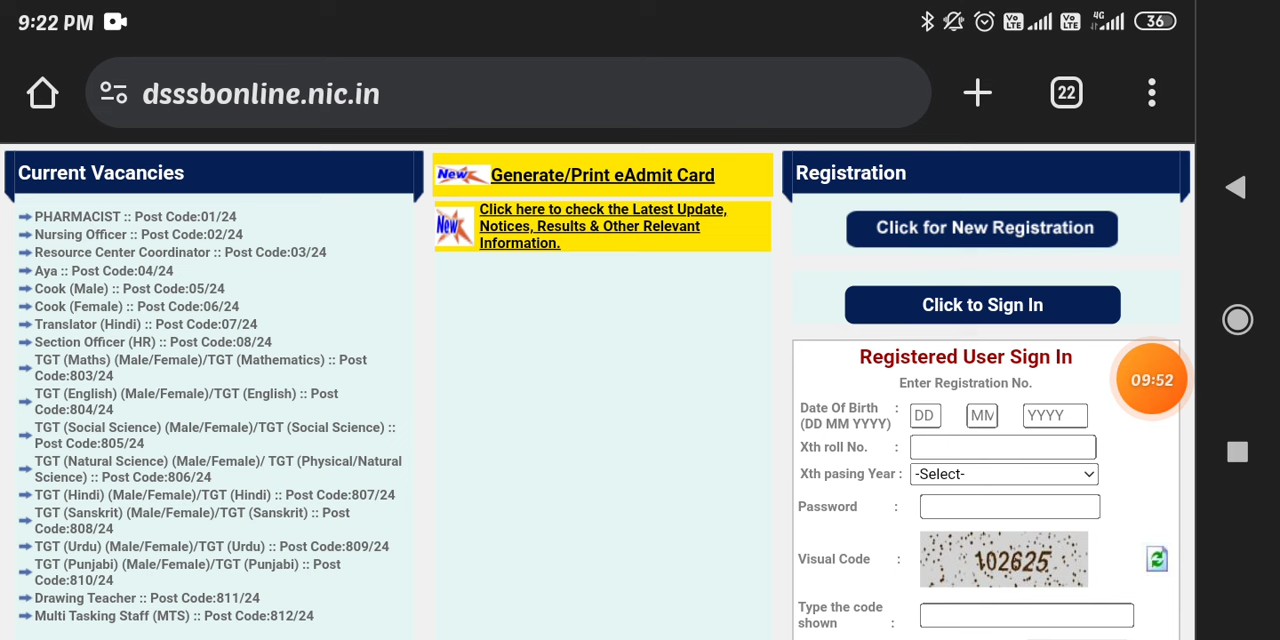 9:22 PM
Vo LTE
Vo LTE
4G
36
dsssbonline.nic.in
22
Current Vacancies
PHARMACIST :: Post Code:01/24
Nursing Officer :: Post Code:02/24
Resource Center Coordinator :: Post Code:03/24
Aya :: Post Code:04/24
Cook (Male) :: Post Code:05/24
Cook (Female) :: Post Code:06/24
Translator (Hindi) :: Post Code:07/24
Section Officer (HR) :: Post Code:08/24
TGT (Maths) (Male/Female)/TGT (Mathematics) :: Post
Code:803/24
TGT (English) (Male/Female)/TGT (English) :: Post
Code:804/24
TGT (Social Science) (Male/Female)/TGT (Social Science) ::
Post Code:805/24
TGT (Natural Science) (Male/Female)/ TGT (Physical/Natural
Science) :: Post Code:806/24
TGT (Hindi) (Male/Female)/TGT (Hindi) :: Post Code:807/24
TGT (Sanskrit) (Male/Female)/TGT (Sanskrit) :: Post
Code:808/24
TGT (Urdu) (Male/Female)/TGT (Urdu) :: Post Code:809/24
TGT (Punjabi) (Male/Female)/TGT (Punjabi) :: Post
Code:810/24
Drawing Teacher :: Post Code:811/24
Multi Tasking Staff (MTS) :: Post Code:812/24
New Generate/Print eAdmit Card
New
Click here to check the Latest Update,
Notices, Results & Other Relevant
Information.
Registration
Click for New Registration
Click to Sign In
Registered User Sign In
Enter Registration No.
09:52
Date Of Birth :
(DD MM YYYY)
DD MM YYYY
Xth roll No. :
Xth pasing Year : -Select-
Password :
Visual Code : 102625
Type the code
shown :